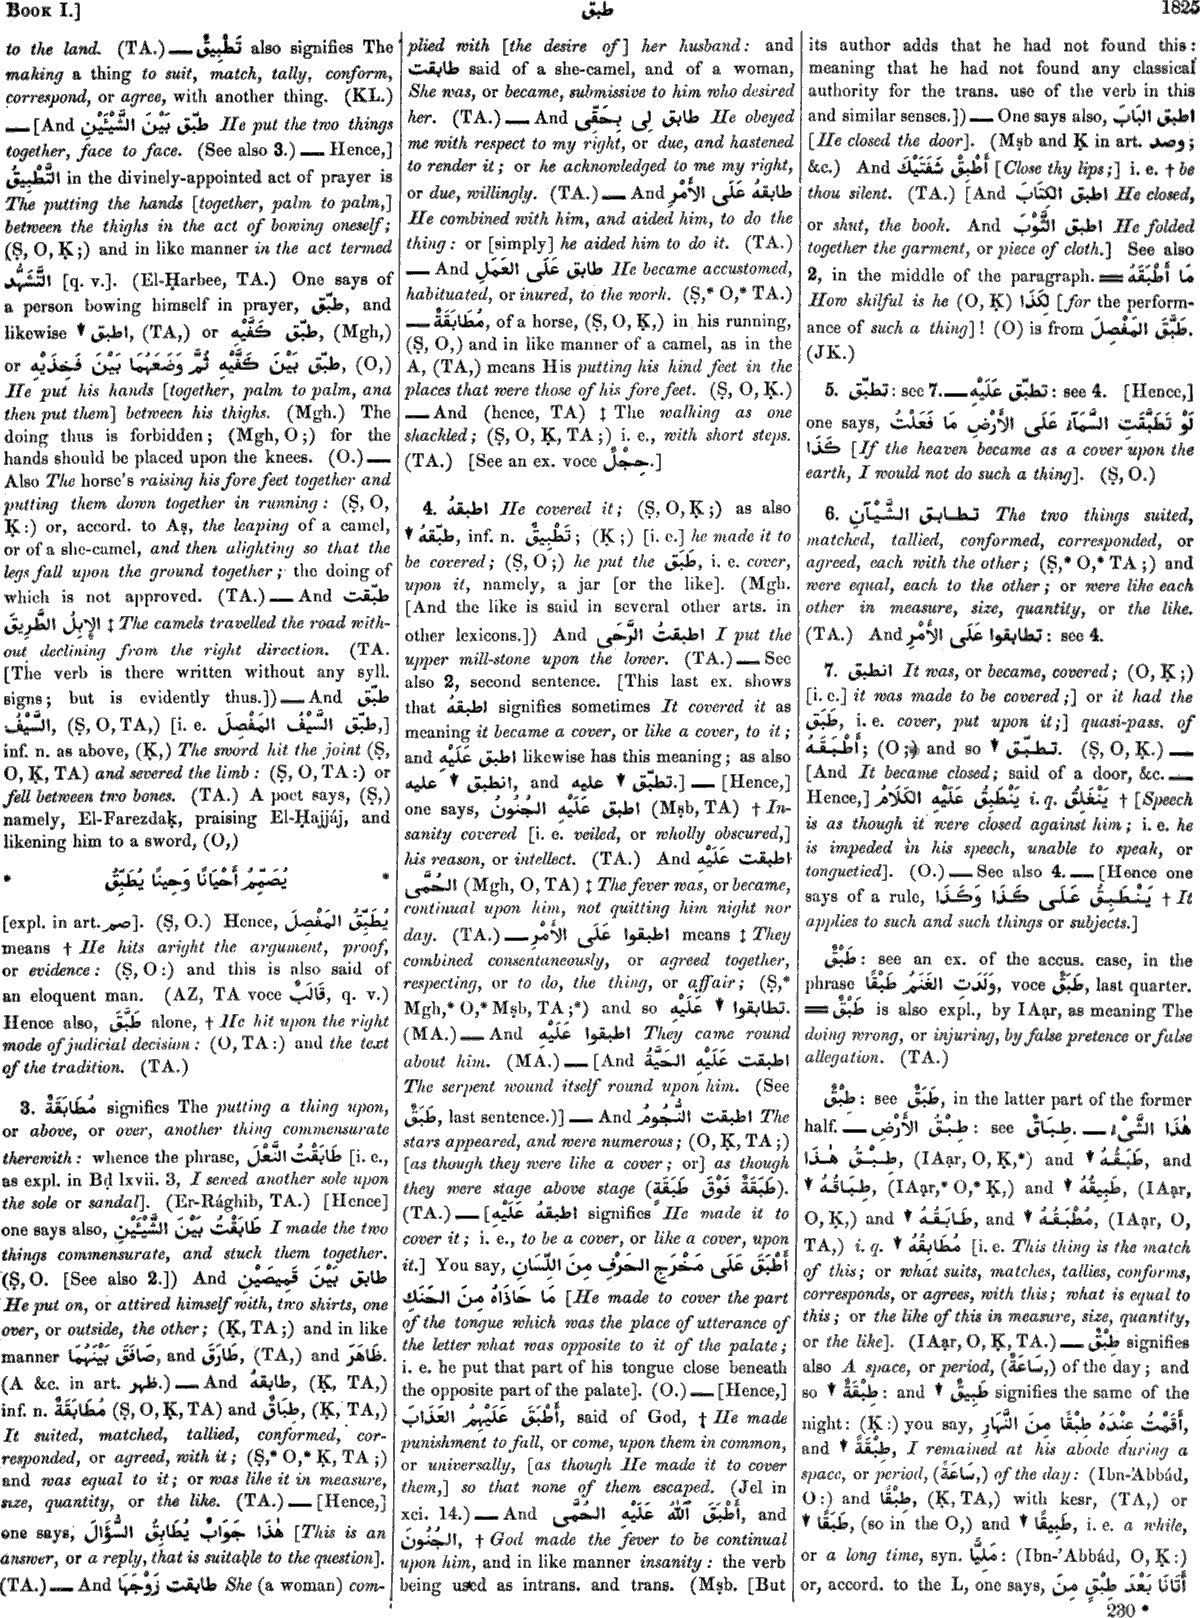 BOOK I.]
طبق
1825
to the land. (TA.) ― تَطْبِيقٌ also signifies The
making a thing to suit, match, tally, conform,
correspond, or agree, with another thing. (KL.)
― [And طبّق بَيْنَ الشَّيْئَيْنِ He put the two things
together, face to face. (See also 3.) ― Hence,]
التَّطْبِيقُ in the divinely-appointed act of prayer is
The putting the hands [together, palm to palm,]
between the thighs in the act of bowing oneself;
(Ṣ, O, Ḳ;) and in like manner in the act termed
التَّشَهُّد [q. v.]. (El-Ḥarbee, TA.) One says of
a person bowing himself in prayer, طبّق, and
likewise ▼ اطبق, (TA,) or طبّق كَفَّيْهِ, (Mgh,)
or طبّق بَيْنَ كَفَّيْهِ ثُمَّ وَضَعَهُمَا بَيْنَ فَخِذَيْهِ, (O,)
He put his hands [together, palm to palm, and
then put them] between his thighs. (Mgh.) The
doing thus is forbidden; (Mgh, O;) for the
hands should be placed upon the knees. (O.) ―
Also The horse's raising his fore feet together and
putting them down together in running: (Ṣ, O,
Ḳ:) or, accord. to Aṣ, the leaping of a camel,
or of a she-camel, and then alighting so that the
legs fall upon the ground together; the doing of
which is not approved. (TA.) ― And طبّقت
الإِبِلُ الطَّرِيقَ ‡ The camels travelled the road with-
out declining from the right direction. (TA.
[The verb is there written without any syll.
signs; but is evidently thus.]) ― And طبّق
السَّيْفُ, (Ṣ, O, TA,) [i. e. طبّق السَّيْفُ المَفْصِلَ,]
inf. n. as above, (Ḳ,) The sword hit the joint (Ṣ,
O, Ḳ, TA) and severed the limb: (Ṣ, O, TA:) or
fell between two bones. (TA.) A poet says, (Ṣ,)
namely, El-Farezdaḳ, praising El-Ḥajjáj, and
likening him to a sword, (O,)
* يُصَمِّمُ أَحْيَانًا وَحِينًا يُطَبِّقُ *
[expl. in art. صم]. (Ṣ, O.) Hence, يُطَبِّقُ المَفْصِلَ
means † He hits aright the argument, proof,
or evidence: (Ṣ, O:) and this is also said of
an eloquent man. (AZ, TA voce قَالَبٌ, q. v.)
Hence also, طَبَّقَ alone, † He hit upon the right
mode of judicial decision: (O, TA:) and the text
of the tradition. (TA.)
3. مُطَابَقَةٌ signifies The putting a thing upon,
or above, or over, another thing commensurate
therewith: whence the phrase, طَابَقْتُ النَّعْلَ [i. e.,
as expl. in Bḍ lxvii. 3, I sewed another sole upon
the sole or sandal]. (Er-Rághib, TA.) [Hence]
one says also, طَابَقْتُ بَيْنَ الشَّيْئَيْنِ I made the two
things commensurate, and stuck them together.
(Ṣ, O. [See also 2.]) And طابق بَيْنَ قَمِيصَيْنِ
He put on, or attired himself with, two shirts, one
over, or outside, the other; (Ḳ, TA;) and in like
manner صَافَقَ بَيْنَهُمَا, and طَارَقَ, (TA,) and ظَاهَرَ.
(A &c. in art. ظهر.) ― And طابقهُ, (Ḳ, TA,)
inf. n. مُطَابَقَةٌ (Ṣ, O, Ḳ, TA) and طِبَاقٌ, (Ḳ, TA,)
It suited, matched, tallied, conformed, cor-
responded, or agreed, with it; (Ṣ,* O,* Ḳ, TA;)
and was equal to it; or was like it in measure,
size, quantity, or the like. (TA.) ― [Hence,]
one says, هٰذَا جَوَابٌ يُطَابِقُ السُّؤَالَ [This is an
answer, or a reply, that is suitable to the question].
(TA.) ― And طابقت زَوْجَهَا She (a woman) com-
plied with [the desire of] her husband: and
طابقت said of a she-camel, and of a woman,
She was, or became, submissive to him who desired
her. (TA.) ― And طابق لِى بِحَقِّى He obeyed
me with respect to my right, or due, and hastened
to render it; or he acknowledged to me my right,
or due, willingly. (TA.) ― And طابقهُ عَلَى الأَمْرِ
He combined with him, and aided him, to do the
thing: or [simply] he aided him to do it. (TA.)
― And طابق عَلَى العَمَلِ He became accustomed,
habituated, or inured, to the work. (Ṣ,* O,* TA.)
― مُطَابَقَةٌ, of a horse, (Ṣ, O, Ḳ,) in his running,
(Ṣ, O,) and in like manner of a camel, as in the
A, (TA,) means His putting his hind feet in the
places that were those of his fore feet. (Ṣ, O, Ḳ.)
― And (hence, TA) ‡ The walking as one
shackled; (Ṣ, O, Ḳ, TA;) i. e., with short steps.
(TA.) [See an ex. voce حِجْلٌ.]
4. اطبقهُ He covered it; (Ṣ, O, Ḳ;) as also
▼ طبّقهُ, inf. n. تَطْبِيقٌ; (Ḳ;) [i. e.] he made it to
be covered; (Ṣ, O;) he put the طَبَق, i. e. cover,
upon it, namely, a jar [or the like]. (Mgh.
[And the like is said in several other arts. in
other lexicons.]) And اطبقتُ الرَّحَى I put the
upper mill-stone upon the lower. (TA.) ― See
also 2, second sentence. [This last ex. shows
that اطبقهُ signifies sometimes It covered it as
meaning it became a cover, or like a cover, to it;
and اطبق عَلَيْهِ likewise has this meaning; as also
▼ انطبق عليه, and ▼ تطبّق عليه.] ― [Hence,]
one says, اطبق عَلَيْهِ الجُنُونُ (Mṣb, TA) † In-
sanity covered [i. e. veiled, or wholly obscured,]
his reason, or intellect. (TA.) And اطبقت عَلَيْهِ
الحُمَّى (Mgh, O, TA) ‡ The fever was, or became,
continual upon him, not quitting him night nor
day. (TA.) ― اطبقوا عَلَى الأَمْرِ means ‡ They
combined consentaneously, or agreed together,
respecting, or to do, the thing, or affair; (Ṣ,*
Mgh,* O,* Mṣb, TA;*) and so ▼ تطابقوا عَلَيْهِ.
(MA.) ― And اطبقوا عَلَيْهِ They came round
about him. (MA.) ― [And اطبقت عَلَيْهِ الحَيَّةُ
The serpent wound itself round upon him. (See
طَبَقٌ, last sentence.)] ― And اطبقت النُّجُومُ The
stars appeared, and were numerous; (O, Ḳ, TA;)
[as though they were like a cover; or] as though
they were stage above stage (طَبَقَةٌ فَوْقَ طَبَقَةٍ).
(TA.) ― [اطبقهُ عَلَيْهِ signifies He made it to
cover it; i. e., to be a cover, or like a cover, upon
it.] You say, أَطْبَقَ عَلَى مَخْرَجِ الحَرْفِ مِنَ اللِّسَانِ
مَا حَاذَاهُ مِنَ الحَنَكِ [He made to cover the part
of the tongue which was the place of utterance of
the letter what was opposite to it of the palate;
i. e. he put that part of his tongue close beneath
the opposite part of the palate]. (O.) ― [Hence,]
أَطْبَقَ عَلَيْهِمُ العَذَابَ, said of God, † He made
punishment to fall, or come, upon them in common,
or universally, [as though He made it to cover
them,] so that none of them escaped. (Jel in
xci. 14.) ― And أَطْبَقَ ٱللّٰهُ عَلَيْهِ الحُمَّى, and
الجُنُونَ, † God made the fever to be continual
upon him, and in like manner insanity: the verb
being used as intrans. and trans. (Mṣb. [But
its author adds that he had not found this:
meaning that he had not found any classical
authority for the trans. use of the verb in this
and similar senses.]) ― One says also, اطبق البَابَ
[He closed the door]. (Mṣb and Ḳ in art. وصد;
&c.) And أَطْبِقْ شَفَتَيْكَ [Close thy lips;] i. e. † be
thou silent. (TA.) [And اطبق الكِتَابَ He closed,
or shut, the book. And اطبق الثَّوْبَ He folded
together the garment, or piece of cloth.] See also
2, in the middle of the paragraph. ═ مَا أَطْبَقَهُ
لِكَذَا How skilful is he (O, Ḳ) [for the perform-
ance of such a thing]! (O) is from طَبَّقَ المَفْصِلَ.
(JK.)
5. تطبّق: see 7. ― تطبّق عَلَيْهِ: see 4. [Hence,]
one says, لَوْ تَطَبَّقَتِ السَّمَآءُ عَلَى الأَرْضِ مَا فَعَلْتُ
كَذَا [If the heaven became as a cover upon the
earth, I would not do such a thing]. (Ṣ, O.)
6. تطابق الشَّيْآنِ The two things suited,
matched, tallied, conformed, corresponded, or
agreed, each with the other; (Ṣ,* O,* TA;) and
were equal, each to the other; or were like each
other in measure, size, quantity, or the like.
(TA.) And تطابقوا عَلَى الأَمْرِ: see 4.
7. انطبق It was, or became, covered; (O, Ḳ;)
[i. e.] it was made to be covered;] or it had the
طَبَق, i. e. cover, put upon it;] quasi-pass. of
أَطْبَقَهُ; (O;) and so ▼ تطبّق. (Ṣ, O, Ḳ.) ―
[And It became closed; said of a door, &c. ―
Hence,] يَنْطَبِقُ عَلَيْهِ الكَلَامُ i. q. يَنْغَلِقُ † [Speech
is as though it were closed against him; i. e. he
is impeded in his speech, unable to speak, or
tonguetied]. (O.) ― See also 4. ― [Hence one
says of a rule, يَنْطَبِقُ عَلَى كَذَا وَكَذَا † It
applies to such and such things or subjects.]
طَبْقٌ: see an ex. of the accus. case, in the
phrase وَلَدَتِ الغَنَمُ طَبْقًا, voce طَبَقٌ, last quarter.
═ طَبْقٌ is also expl., by IAạr, as meaning The
doing wrong, or injuring, by false pretence or false
allegation. (TA.)
طِبْقٌ: see طَبَقٌ, in the latter part of the former
half. ― طِبْقُ الأَرْضِ: see طِبَاقٌ. ― هٰذَا الشَّىْءُ
طِبْقُ هٰذَا, (IAạr, O, Ḳ,*) and ▼ طَبَقُهُ, and
▼ طِبَاقُهُ, (IAạr,* O,* Ḳ,) and ▼ طَبِيقُهُ, (IAạr,
O, Ḳ,) and ▼ طَابَقُهُ, and ▼ مُطْبَقُهُ, (IAạr, O,
TA,) i. q. ▼ مُطَابِقُهُ [i. e. This thing is the match
of this; or what suits, matches, tallies, conforms,
corresponds, or agrees, with this; what is equal to
this; or the like of this in measure, size, quantity,
or the like]. (IAạr, O, Ḳ, TA.) ― طِبْقٌ signifies
also A space, or period, (سَاعَةٌ,) of the day; and
so ▼ طِبْقَةٌ: and ▼ طَبِيقٌ signifies the same of the
night: (Ḳ:) you say, أَقَمْتُ عِنْدَهُ طِبْقًا مِنَ النَّهَارِ,
and ▼ طِبْقَةً, I remained at his abode during a
space, or period, (سَاعَةً,) of the day: (Ibn-'Abbád,
O:) and طِبْقًا, (Ḳ, TA,) with kesr, (TA,) or
▼ طَبَقًا, (so in the O,) and ▼ طَبِيقًا, i. e. a while,
or a long time, syn. مَلِيًّا: (Ibn-'Abbád, O, Ḳ:)
or, accord. to the L, one says, أَتَانَا بَعْدَ طِبْقٍ مِنَ
230 *